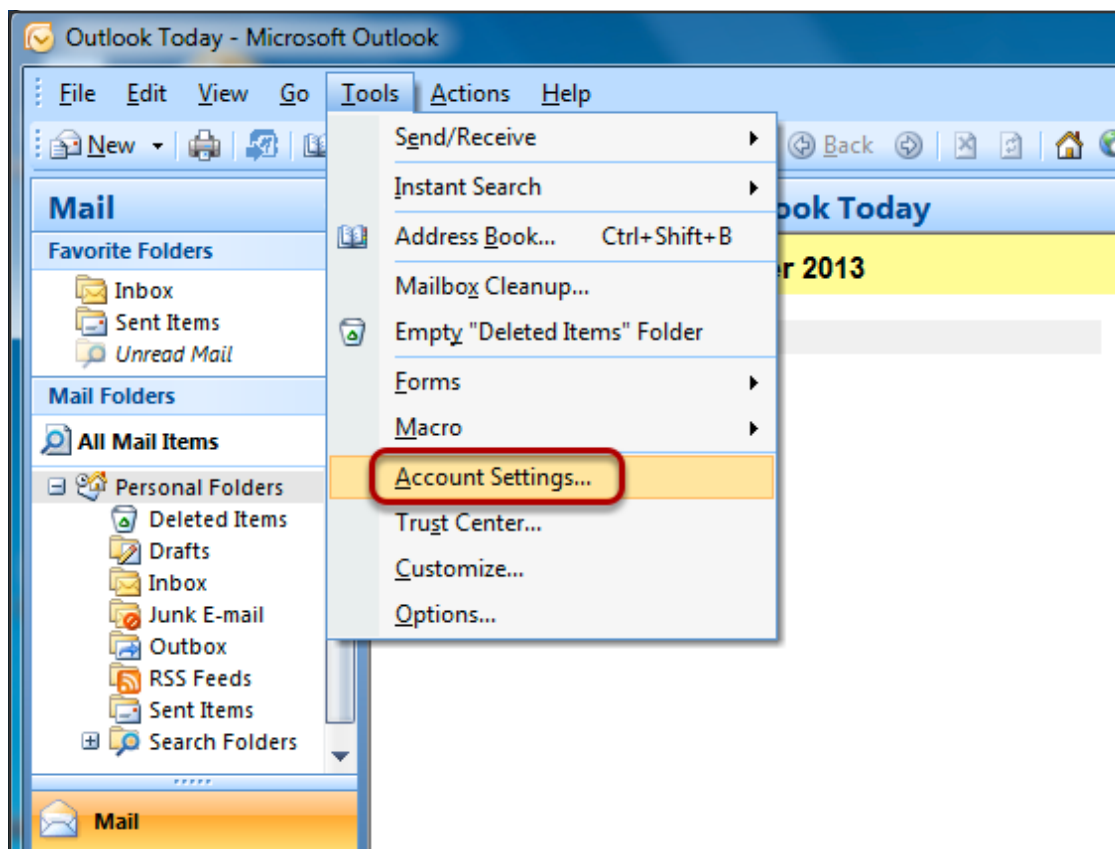 Outlook Today - Microsoft Outlook
File Edit View Go Tools Actions Help
New Back
Mail
Favorite Folders
Inbox
Sent Items
Unread Mail
Mail Folders
All Mail Items
Personal Folders
Deleted Items
Drafts
Inbox
Junk E-mail
Outbox
RSS Feeds
Sent Items
Search Folders
Mail
Send/Receive
Instant Search
Address Book... Ctrl+Shift+B
Mailbox Cleanup...
Empty "Deleted Items" Folder
Forms
Macro
Account Settings...
Trust Center...
Customize...
Options...
ook Today
r 2013